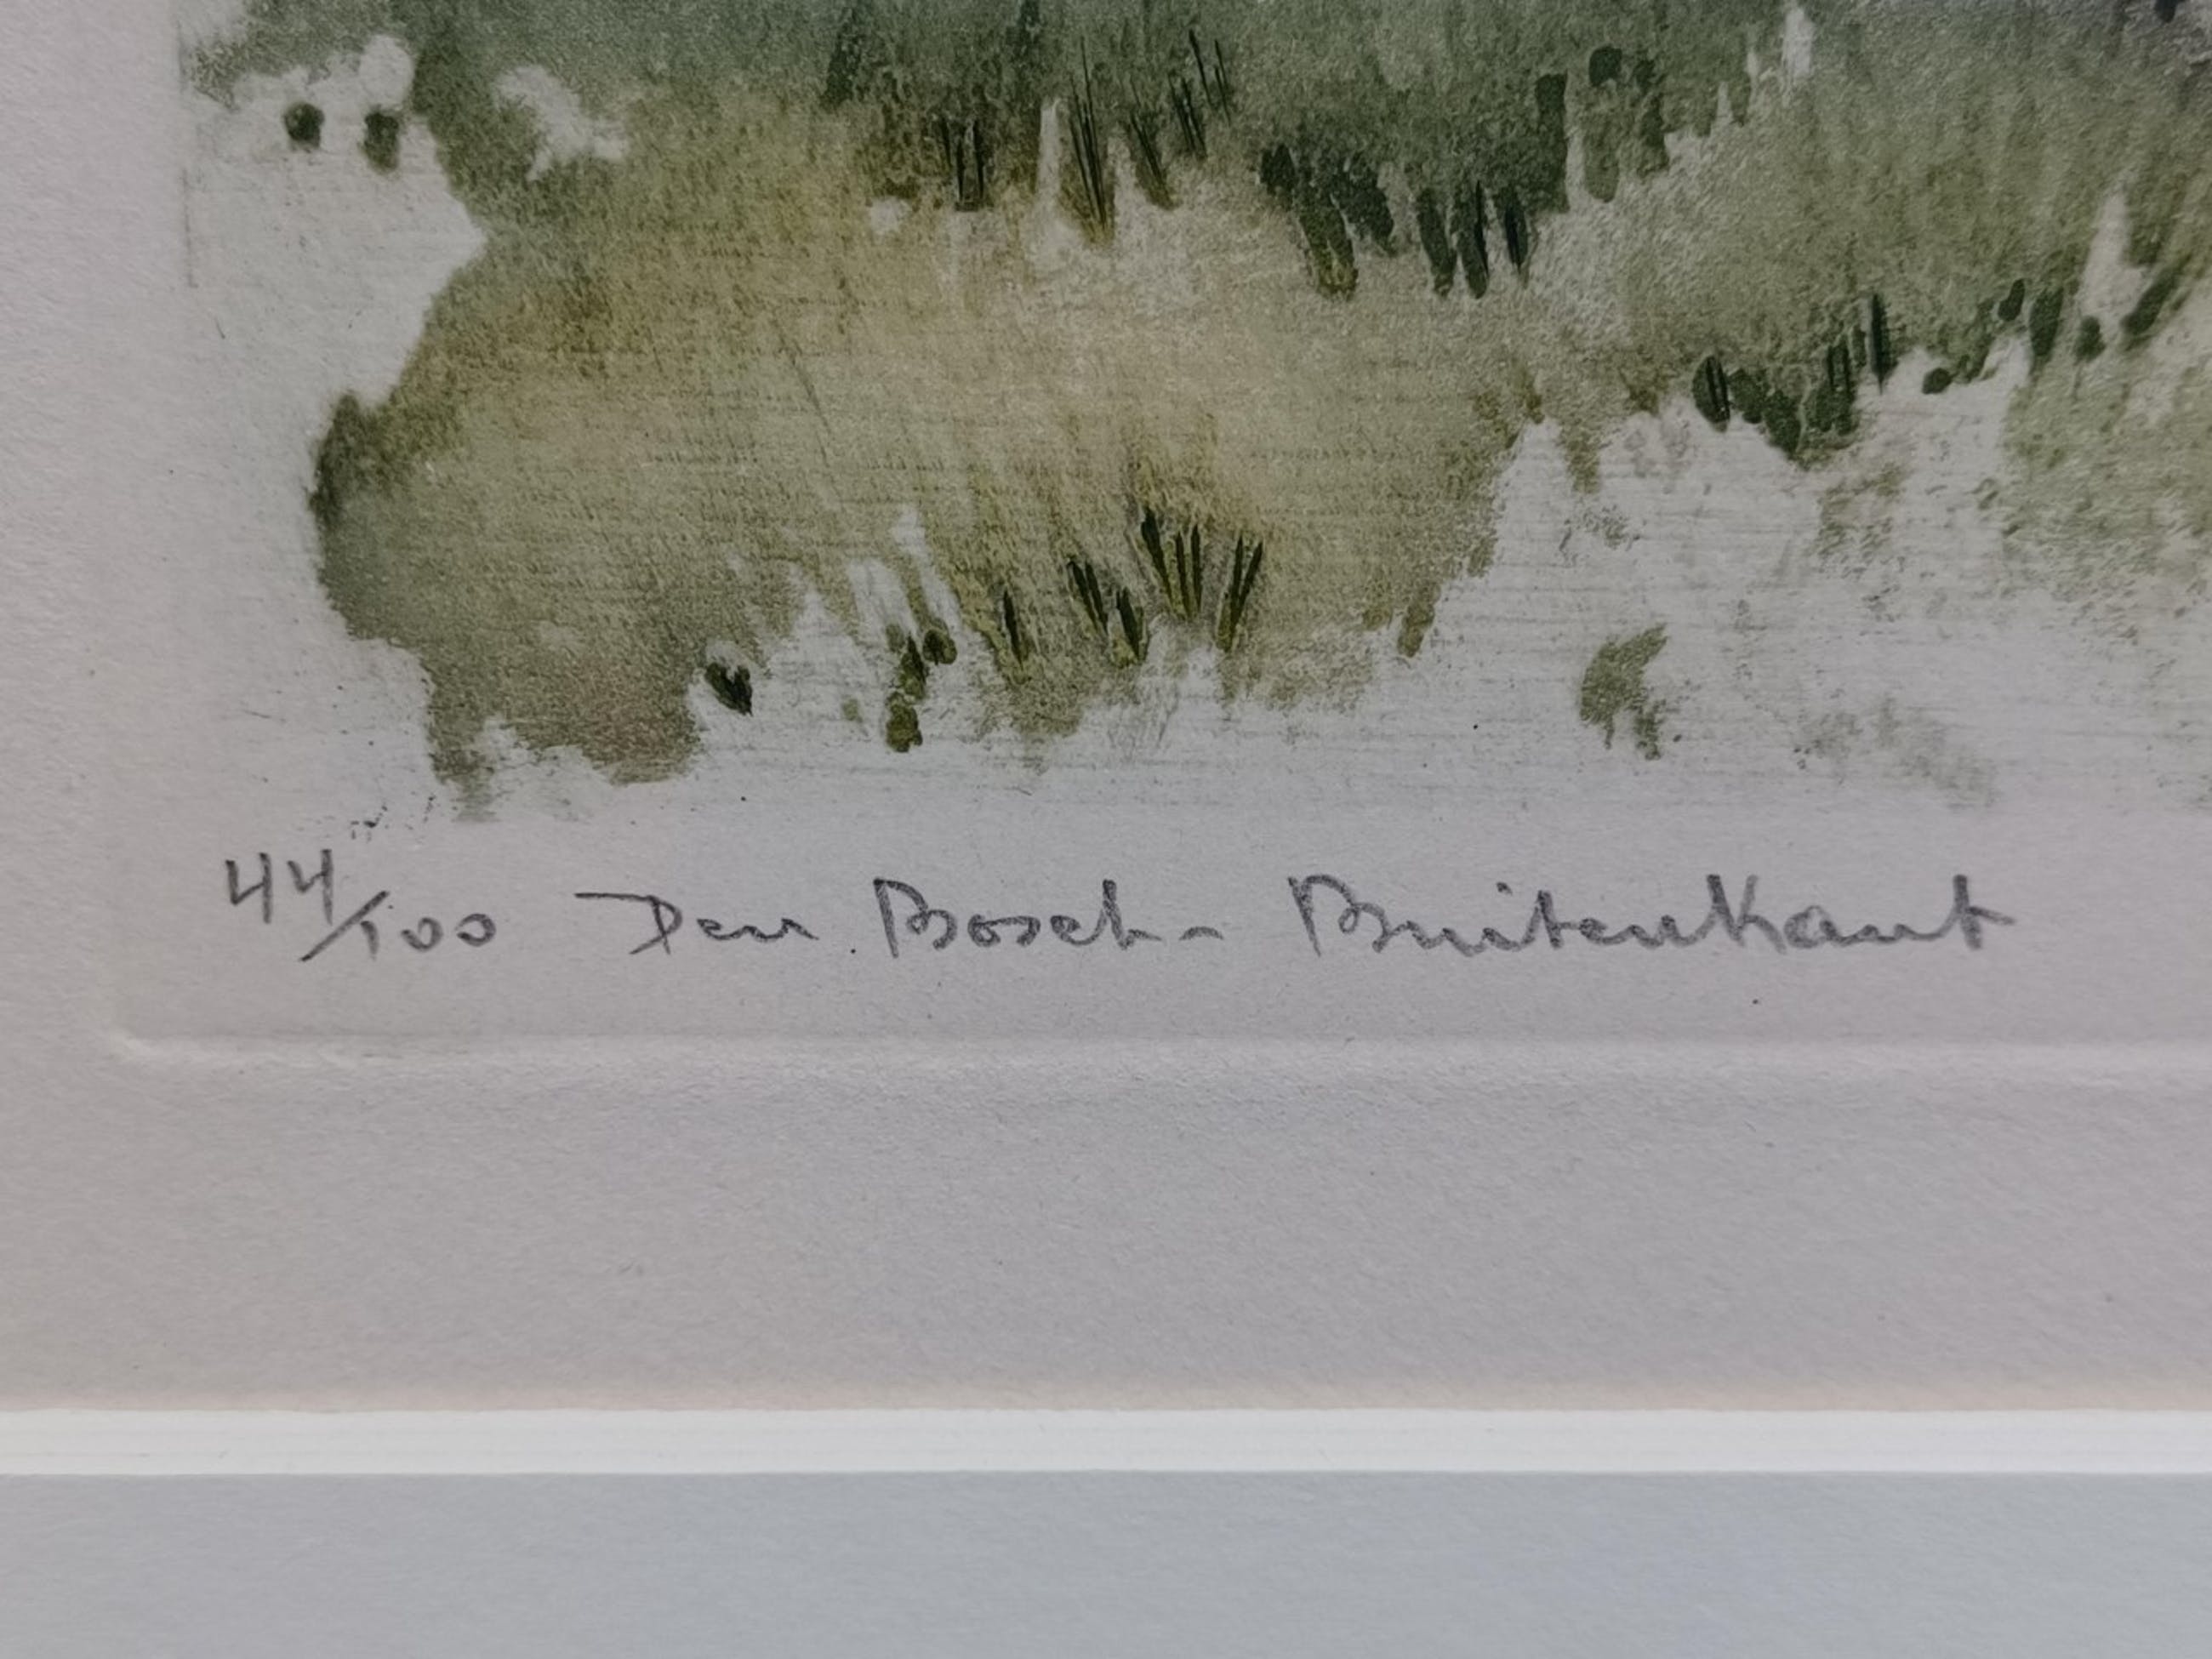 44/100 Den Bosch - Buitenkant